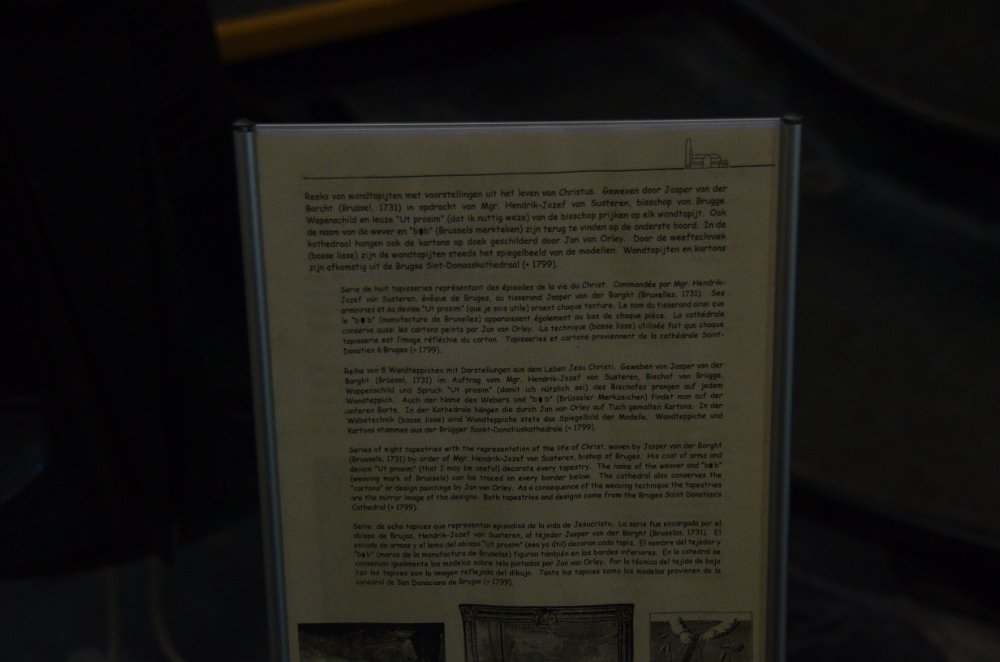 Reeks van wandtapijten met voorstellingen uit het leven van Christus. Geweven door Jasper van der
Borcht (Brussel, 1731) in opdracht van Mgr. Hendrik-Jozef van Susteren, bisschop van Brugge.
Wapenschild en leuze "Ut prosim" (dat ik nuttig weze) van de bisschop prijken op elk wandtapijt. Ook
de naam van de wever en "b♦b" (Brussels merkteken) zijn terug te vinden op de onderste boord. In de
kathedraal hangen ook de kartons op doek geschilderd door Jan van Orley. Door de weeftechniek
(basse lisse) zijn de wandtapijten steeds het spiegelbeeld van de modellen. Wandtapijten en kartons
zijn afkomstig uit de Brugse Sint-Donaaskathedraal (+ 1799).
Serie de huit tapisseries représentant des épisodes de la vie du Christ. Commandée par Mgr. Hendrik-
Jozef van Susteren, évêque de Bruges, au tisserand Jasper van der Borght (Bruxelles, 1731). Ses
armoiries et sa devise "Ut prosim" (que je sois utile) ornent chaque tenture. Le nom du tisserand ainsi que
le "b♦b" (manufacture de Bruxelles) apparaissent également au bas de chaque pièce. La cathédrale
conserve aussi les cartons peints par Jan van Orley. La technique (basse lisse) utilisée fait que chaque
tapisserie est l'image réfléchie du carton. Tapisseries et cartons proviennent de la cathédrale Saint-
Donatien à Bruges (+ 1799).
Reihe von 8 Wandteppichen mit Darstellungen aus dem Leben Jesu Christi. Geweben von Jasper van der
Borght (Brüssel, 1731) im Auftrag vom Mgr. Hendrik-Jozef van Susteren, Bischof von Brügge.
Wappenschild und Spruch "Ut prosim" (damit ich nützlich sei) des Bischofes prangen auf jedem
Wandteppich. Auch der Name des Webers und "b♦b" (Brüsseler Merkzeichen) findet man auf der
unteren Borte. In der Kathedrale hängen die durch Jan van Orley auf Tuch gemalten Kartons. In der
Webetechnik (basse lisse) sind Wandteppiche stets das Spiegelbild der Modelle. Wandteppiche und
Kartons stammen aus der Brügger Sankt-Donatiuskathedrale (+ 1799).
Series of eight tapestries with the representation of the life of Christ, woven by Jasper van der Borght
(Brussels, 1731) by order of Mgr. Hendrik-Jozef van Susteren, bishop of Bruges. His coat of arms and
device "Ut prosim" (that I may be useful) decorate every tapestry. The name of the weaver and "b♦b"
(weaving mark of Brussels) can be traced on every border below. The cathedral also conserves the
"cartons" or design paintings by Jan van Orley. As a consequence of the weaving technique the tapestries
are the mirror image of the designs. Both tapestries and designs come from the Bruges Saint Donatian's
Cathedral (+ 1799).
Serie de ocho tapices que representan episodios de la vida de Jesucristo. La serie fue encargada por el
obispo de Brujas, Hendrik-Jozef van Susteren, al tejedor Jasper van der Borght (Bruselas, 1731). El
escudo de armas y el lema del obispo "Ut prosim" (sea yo útil) decoran cada tapiz. El nombre del tejedor y
"b♦b" (marca de la manufactura de Bruselas) figuran también en los bordes inferiores. En la catedral se
conservan igualmente los modelos sobre tela pintados por Jan van Orley. Por la técnica del tejido de bajo
lizo los tapices son la imagen reflejada del dibujo. Tanto los tapices como los modelos provienen de la
catedral de San Donaciano de Brujas (+ 1799).